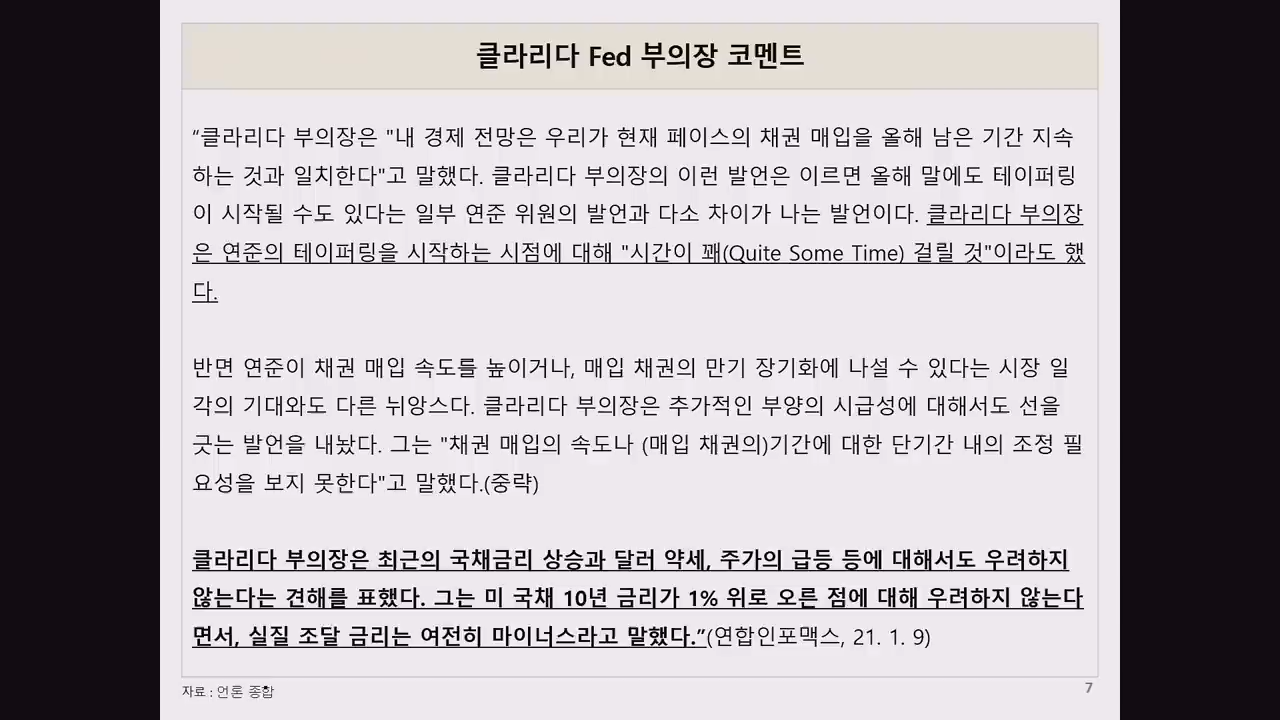 클라리다 Fed 부의장 코멘트
“클라리다 부의장은 "내 경제 전망은 우리가 현재 페이스의 채권 매입을 올해 남은 기간 지속
하는 것과 일치한다"고 말했다. 클라리다 부의장의 이런 발언은 이르면 올해 말에도 테이퍼링
이 시작될 수도 있다는 일부 연준 위원의 발언과 다소 차이가 나는 발언이다. 클라리다 부의장
은 연준의 테이퍼링을 시작하는 시점에 대해 "시간이 꽤(Quite Some Time) 걸릴 것"이라도 했
다.
반면 연준이 채권 매입 속도를 높이거나, 매입 채권의 만기 장기화에 나설 수 있다는 시장 일
각의 기대와도 다른 뉘앙스다. 클라리다 부의장은 추가적인 부양의 시급성에 대해서도 선을
긋는 발언을 내놨다. 그는 "채권 매입의 속도나 (매입 채권의)기간에 대한 단기간 내의 조정 필
요성을 보지 못한다"고 말했다.(중략)
클라리다 부의장은 최근의 국채금리 상승과 달러 약세, 주가의 급등 등에 대해서도 우려하지
않는다는 견해를 표했다. 그는 미 국채 10년 금리가 1% 위로 오른 점에 대해 우려하지 않는다
면서, 실질 조달 금리는 여전히 마이너스라고 말했다.”(연합인포맥스, 21. 1. 9)
자료 : 언론 종합
7